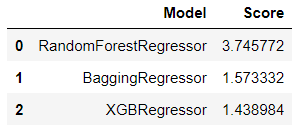 Model Score
0 RandomForestRegressor 3.745772
1 BaggingRegressor 1.573332
2 XGBRegressor 1.438984